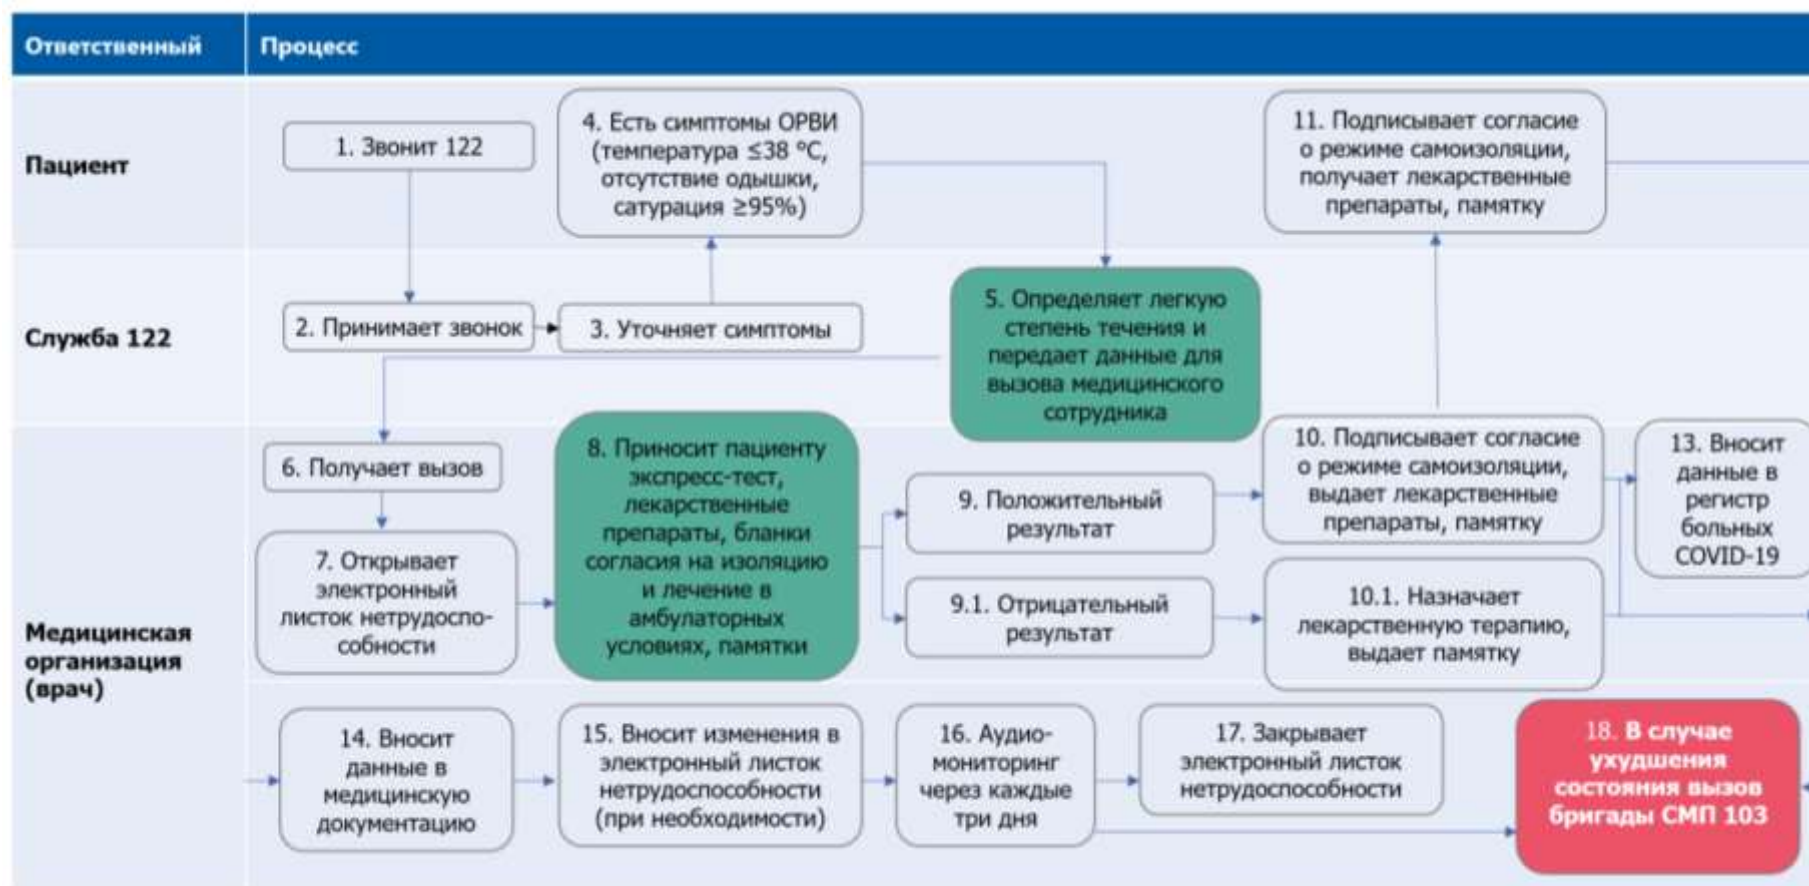 Ответственный
Процесс
Пациент
1. Звонит 122
4. Есть симптомы ОРВИ
(температура ≤38 °C,
отсутствие одышки,
сатурация ≥95%)
11. Подписывает согласие
о режиме самоизоляции,
получает лекарственные
препараты, памятку
Служба 122
2. Принимает звонок
3. Уточняет симптомы
5. Определяет легкую
степень течения и
передает данные для
вызова медицинского
сотрудника
Медицинская
организация
(врач)
6. Получает вызов
7. Открывает
электронный
листок нетрудоспо-
собности
8. Приносит пациенту
экспресс-тест,
лекарственные
препараты, бланки
согласия на изоляцию
и лечение в
амбулаторных
условиях, памятки
9. Положительный
результат
9.1. Отрицательный
результат
10. Подписывает согласие
о режиме самоизоляции,
выдает лекарственные
препараты, памятку
10.1. Назначает
лекарственную терапию,
выдает памятку
13. Вносит
данные в
регистр
больных
COVID-19
14. Вносит
данные в
медицинскую
документацию
15. Вносит изменения в
электронный листок
нетрудоспособности
(при необходимости)
16. Аудио-
мониторинг
через каждые
три дня
17. Закрывает
электронный листок
нетрудоспособности
18. В случае
ухудшения
состояния вызов
бригады СМП 103